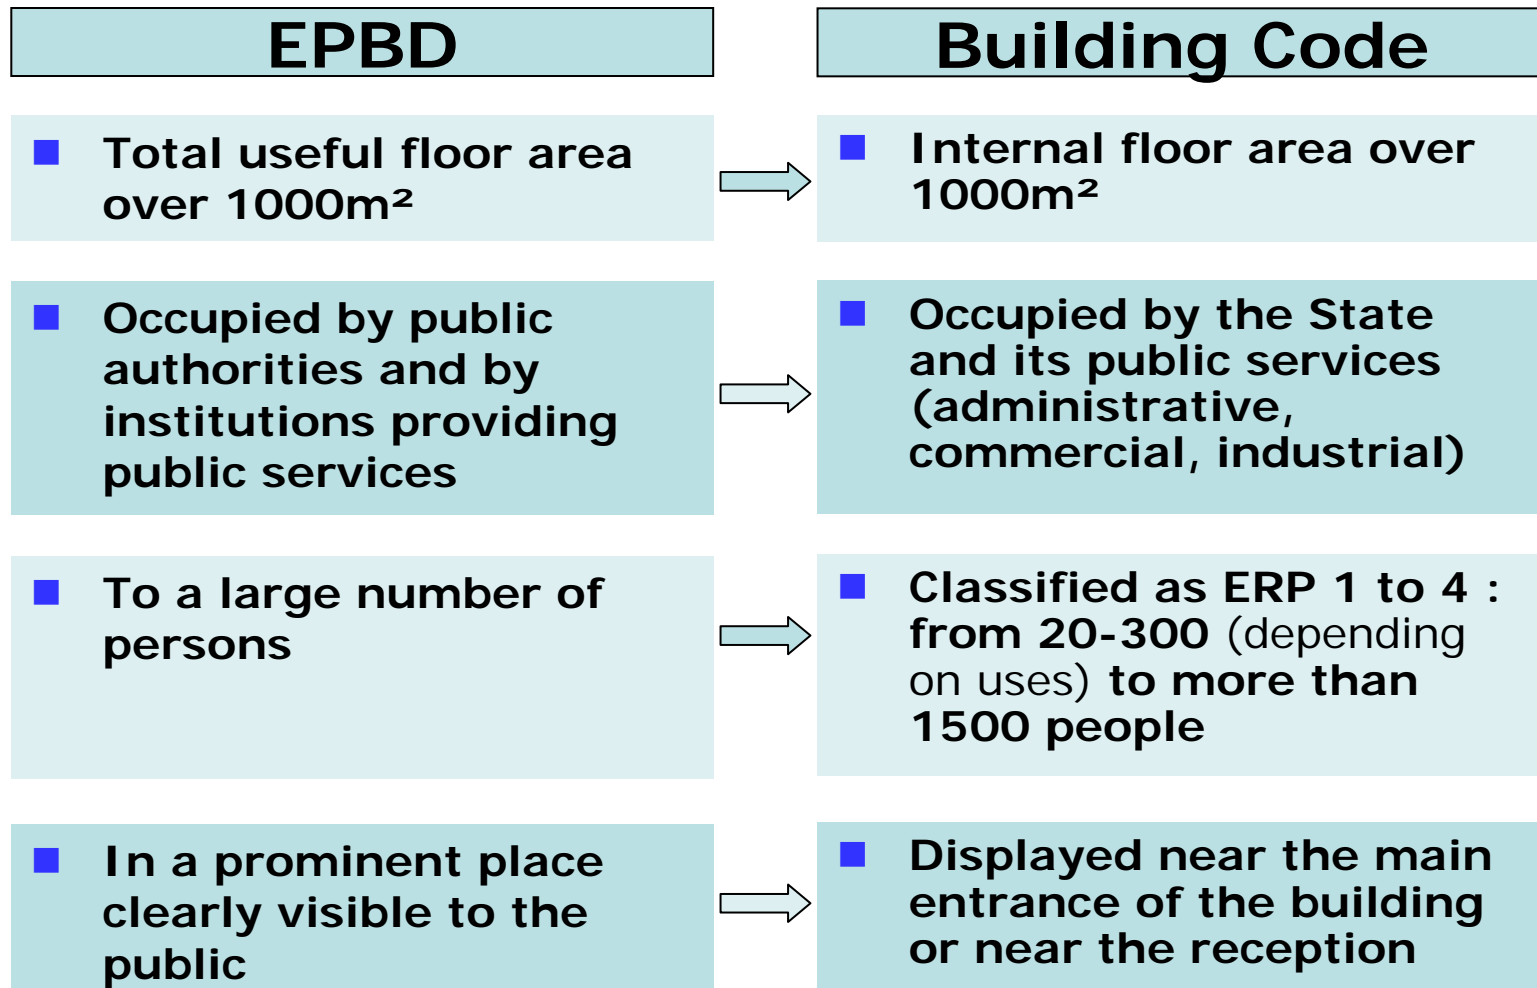 EPBD
Building Code
Total useful floor area
over 1000m²
Internal floor area over
1000m²
Occupied by public
authorities and by
institutions providing
public services
Occupied by the State
and its public services
(administrative,
commercial, industrial)
To a large number of
persons
Classified as ERP 1 to 4 :
from 20-300 (depending
on uses) to more than
1500 people
In a prominent place
clearly visible to the
public
Displayed near the main
entrance of the building
or near the reception